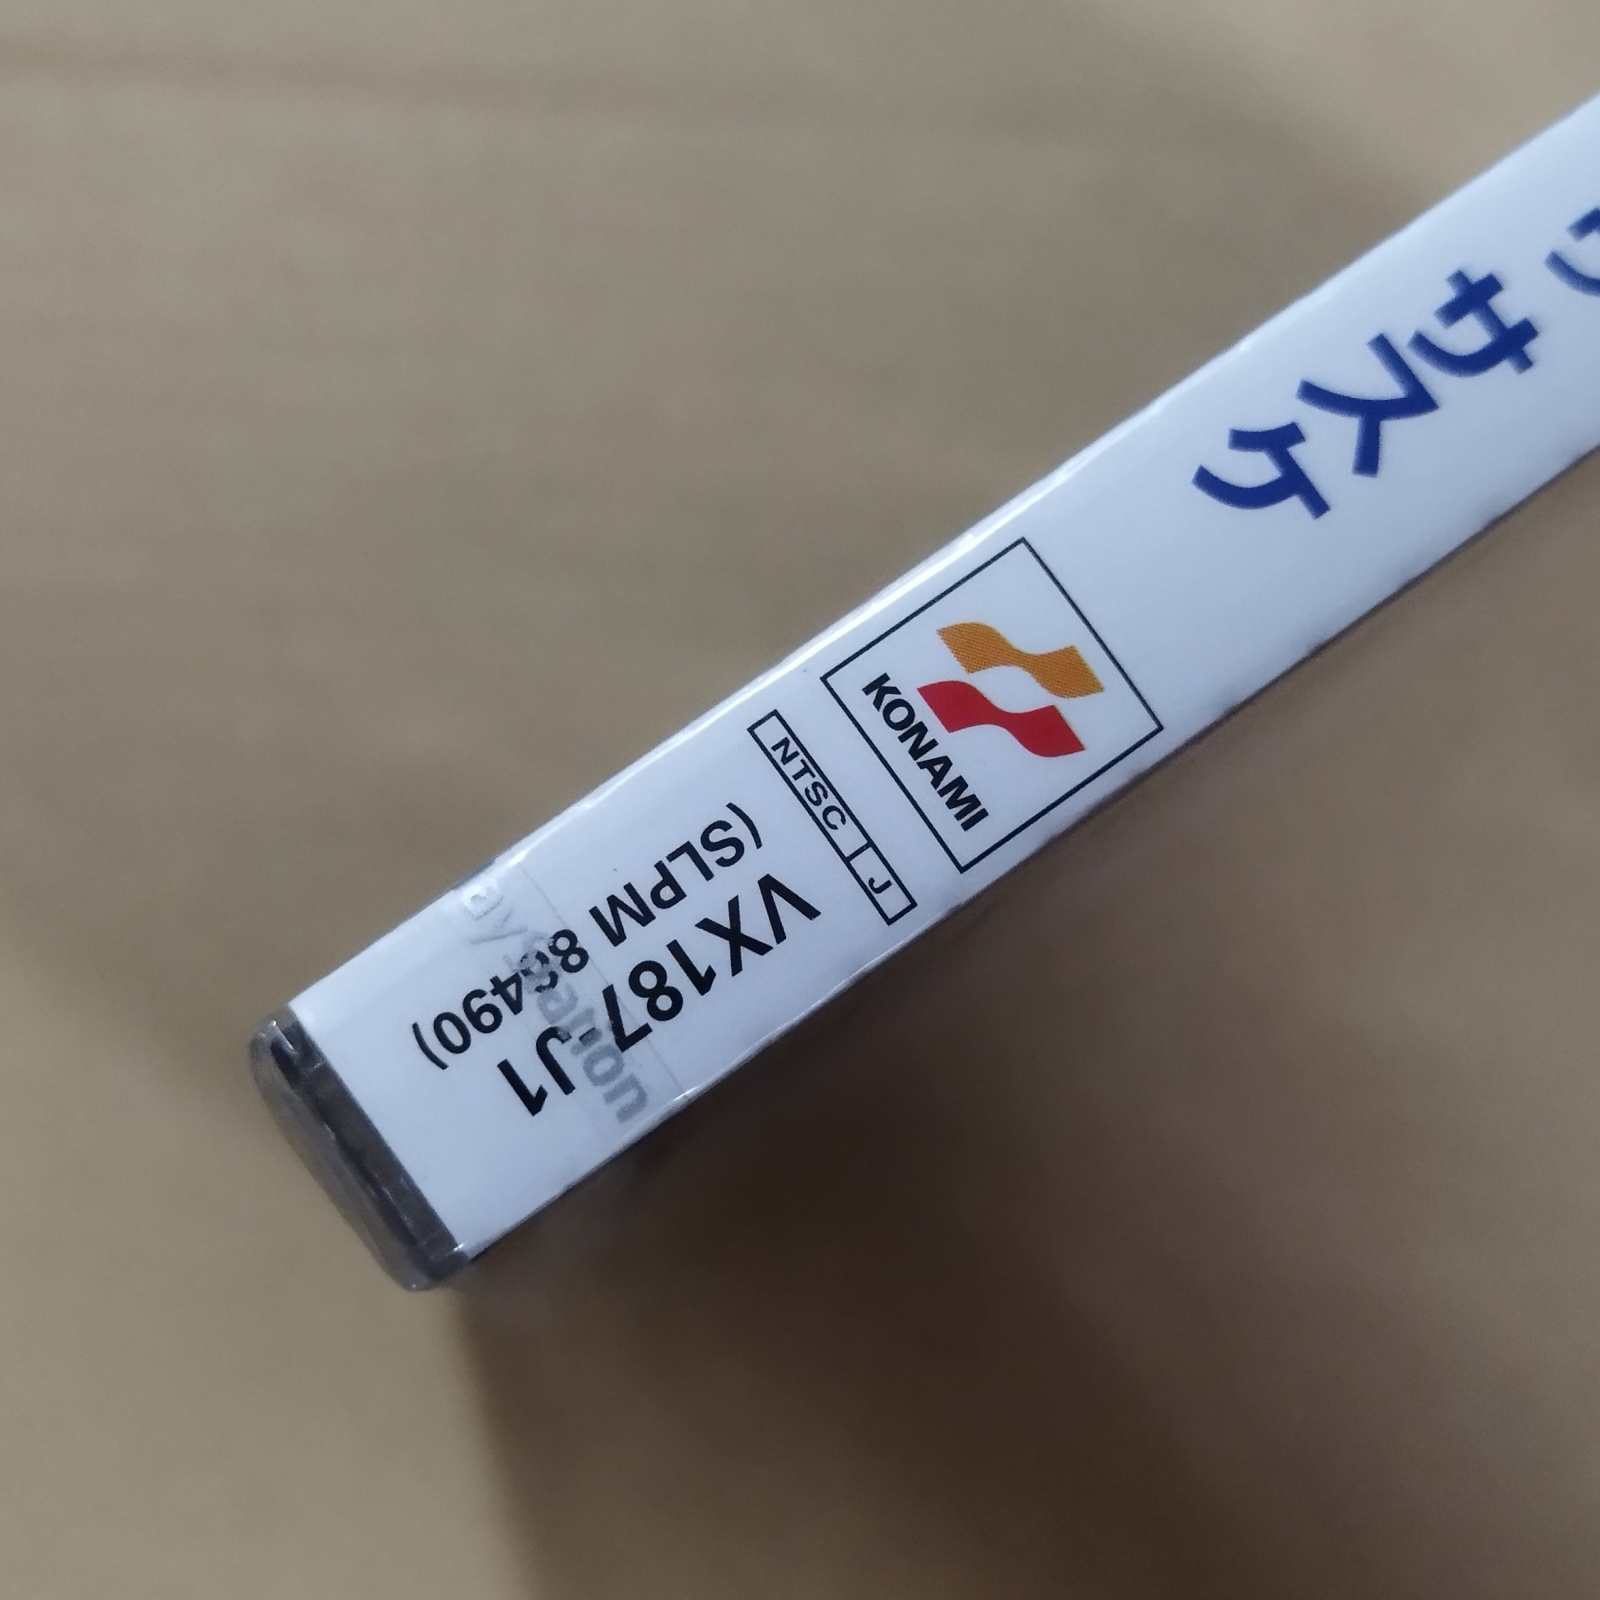 サスケ
KONAMI
NTSC J
VX187-J1
(SLPM 86490)